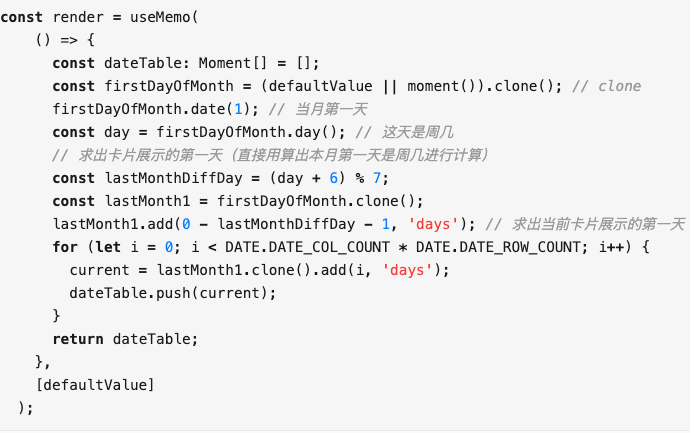 const render = useMemo(
    () => {
      const dateTable: Moment[] = [];
      const firstDayOfMonth = (defaultValue || moment()).clone(); // clone
      firstDayOfMonth.date(1); // 当月第一天
      const day = firstDayOfMonth.day(); // 这天是周几
      // 求出卡片展示的第一天（直接用算出本月第一天是周几进行计算）
      const lastMonthDiffDay = (day + 6) % 7;
      const lastMonth1 = firstDayOfMonth.clone();
      lastMonth1.add(0 - lastMonthDiffDay - 1, 'days'); // 求出当前卡片展示的第一天
      for (let i = 0; i < DATE.DATE_COL_COUNT * DATE.DATE_ROW_COUNT; i++) {
        current = lastMonth1.clone().add(i, 'days');
        dateTable.push(current);
      }
      return dateTable;
    },
    [defaultValue]
  );